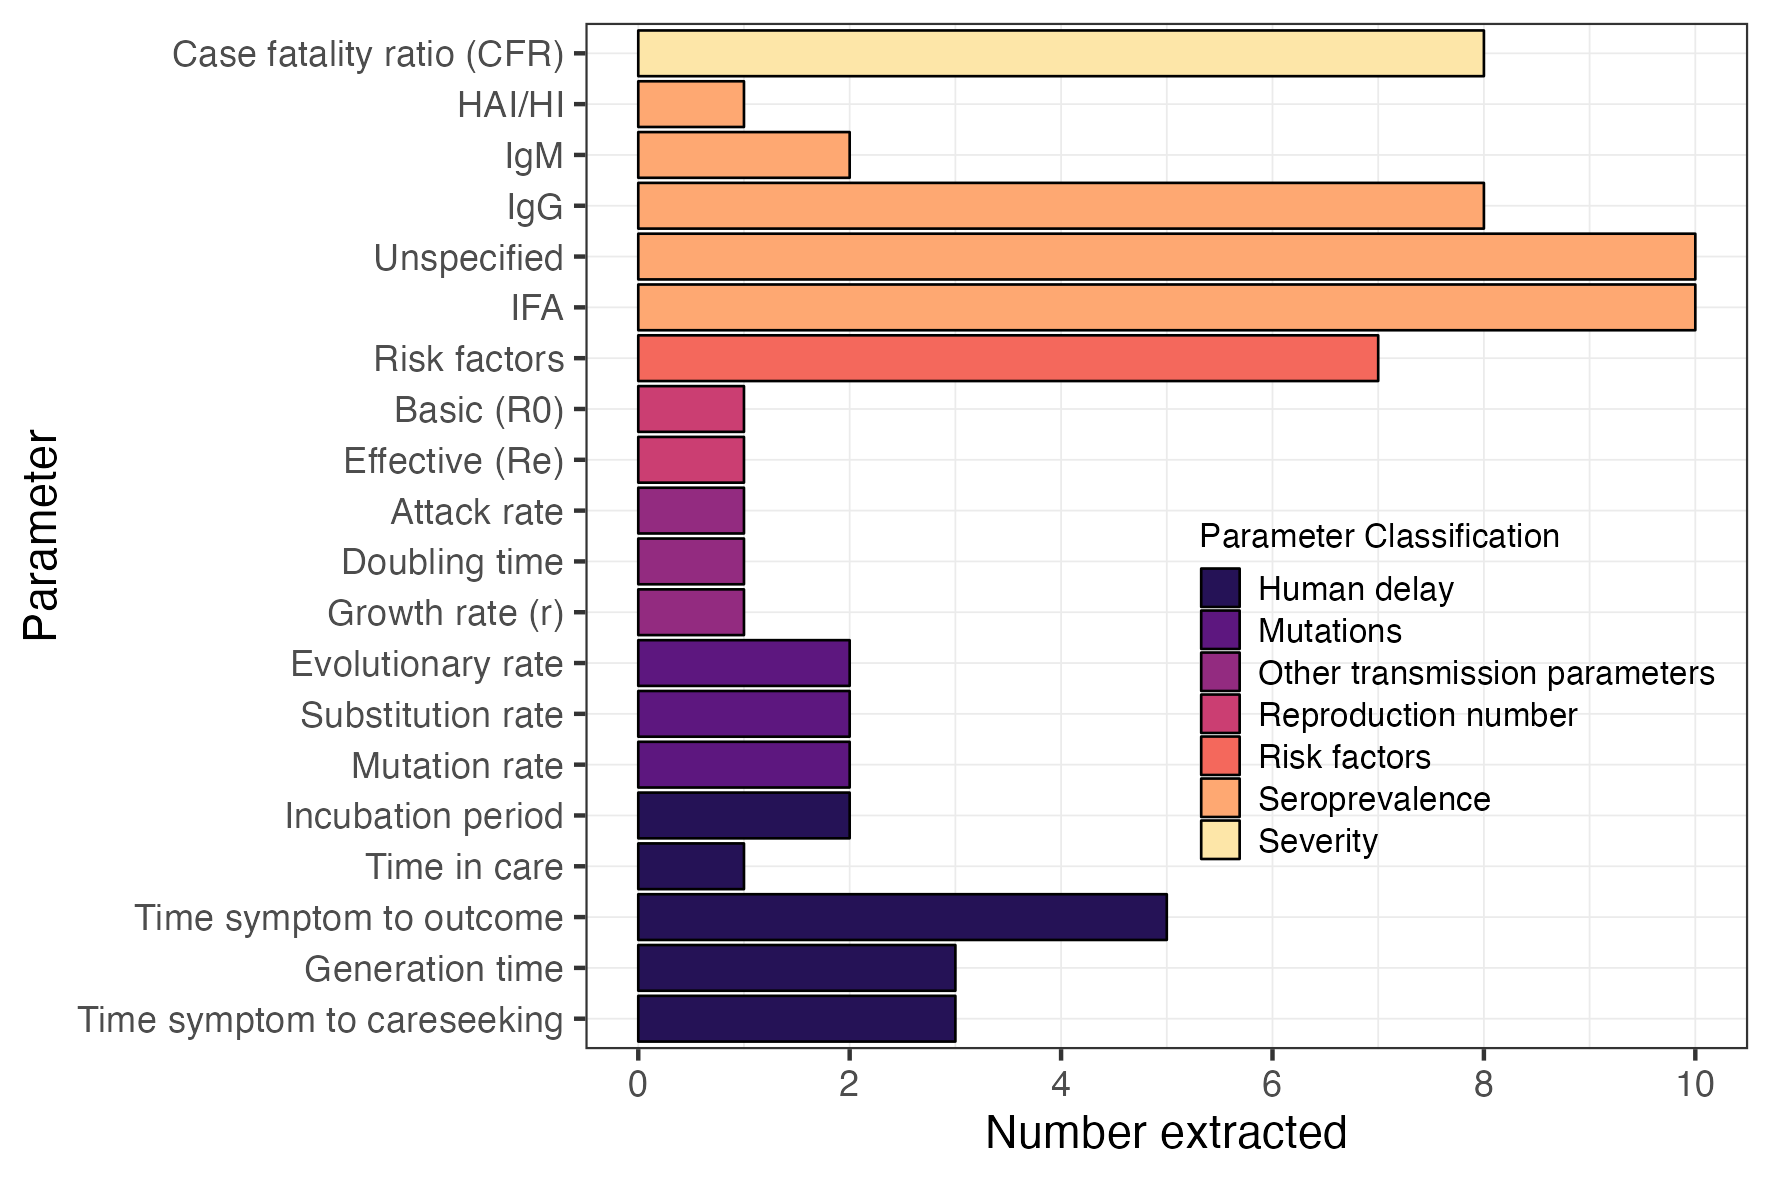 Case fatality ratio (CFR)
HAI/HI
IgM
IgG
Unspecified
IFA
Risk factors
Basic (R0)
Effective (Re)
Attack rate
Doubling time
Growth rate (r)
Evolutionary rate
Substitution rate
Mutation rate
Incubation period
Time in care
Time symptom to outcome
Generation time
Time symptom to careseeking
Parameter
Parameter Classification
Human delay
Mutations
Other transmission parameters
Reproduction number
Risk factors
Seroprevalence
Severity
0 2 4 6 8 10
Number extracted